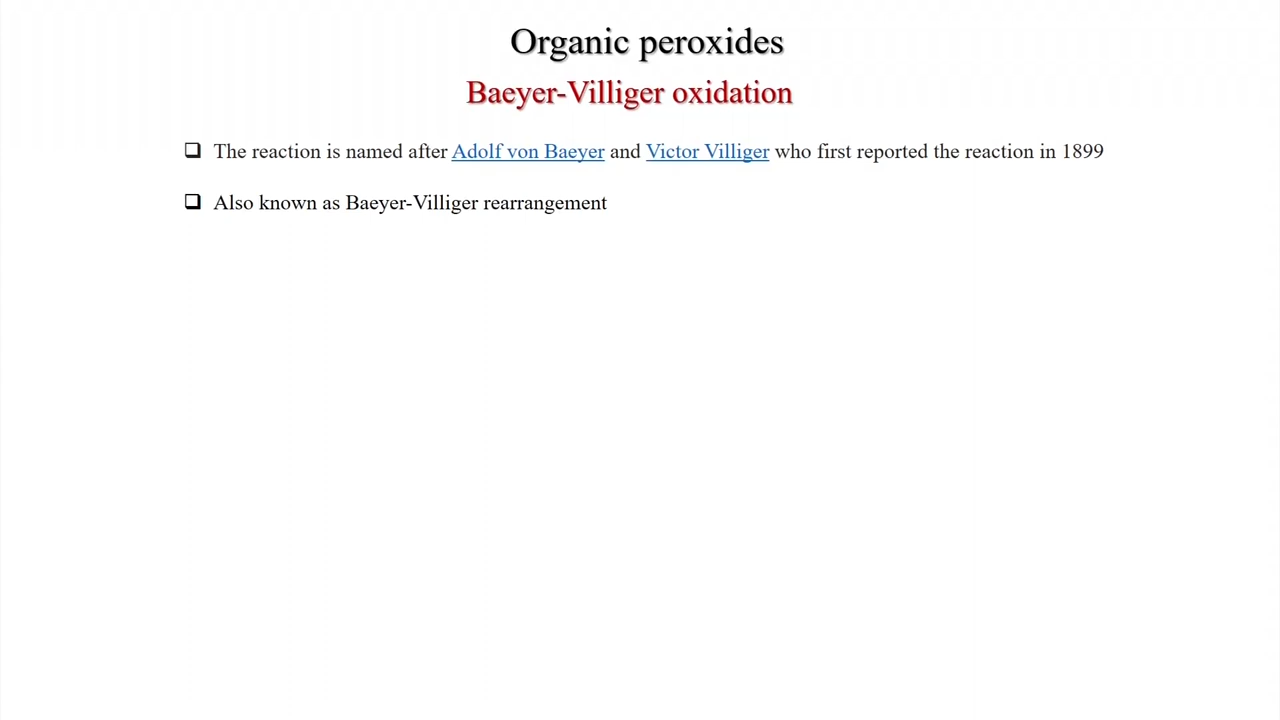 Organic peroxides
Baeyer-Villiger oxidation
❑ The reaction is named after Adolf von Baeyer and Victor Villiger who first reported the reaction in 1899
❑ Also known as Baeyer-Villiger rearrangement